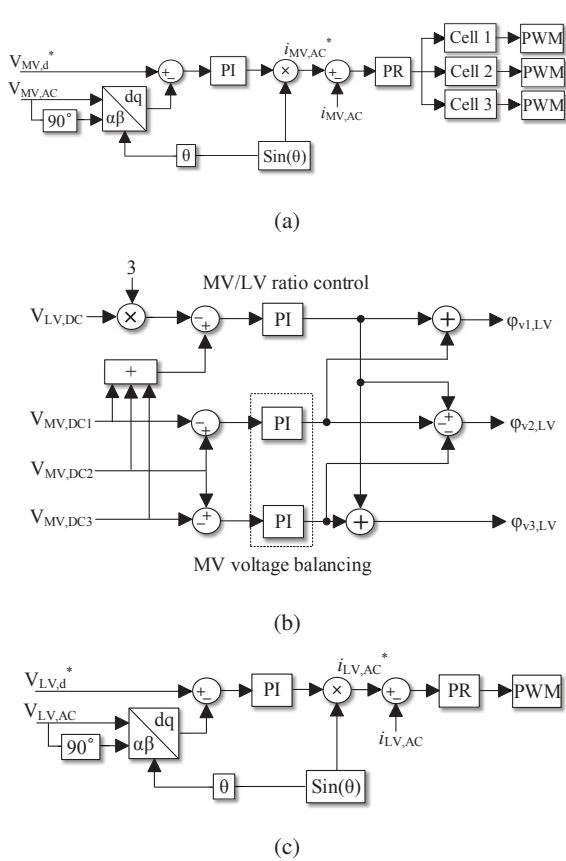 V_MV,d*
V_MV,AC
90°
dq
αβ
PI
×
i_MV,AC*
i_MV,AC
θ
Sin(θ)
PR
Cell 1
PWM
Cell 2
PWM
Cell 3
PWM
(a)
3
MV/LV ratio control
V_LV,DC
×
PI
+
φ_v1,LV
+
V_MV,DC1
PI
φ_v2,LV
V_MV,DC2
V_MV,DC3
PI
+
φ_v3,LV
MV voltage balancing
(b)
V_LV,d*
V_LV,AC
90°
dq
αβ
PI
×
i_LV,AC*
i_LV,AC
θ
Sin(θ)
PR
PWM
(c)